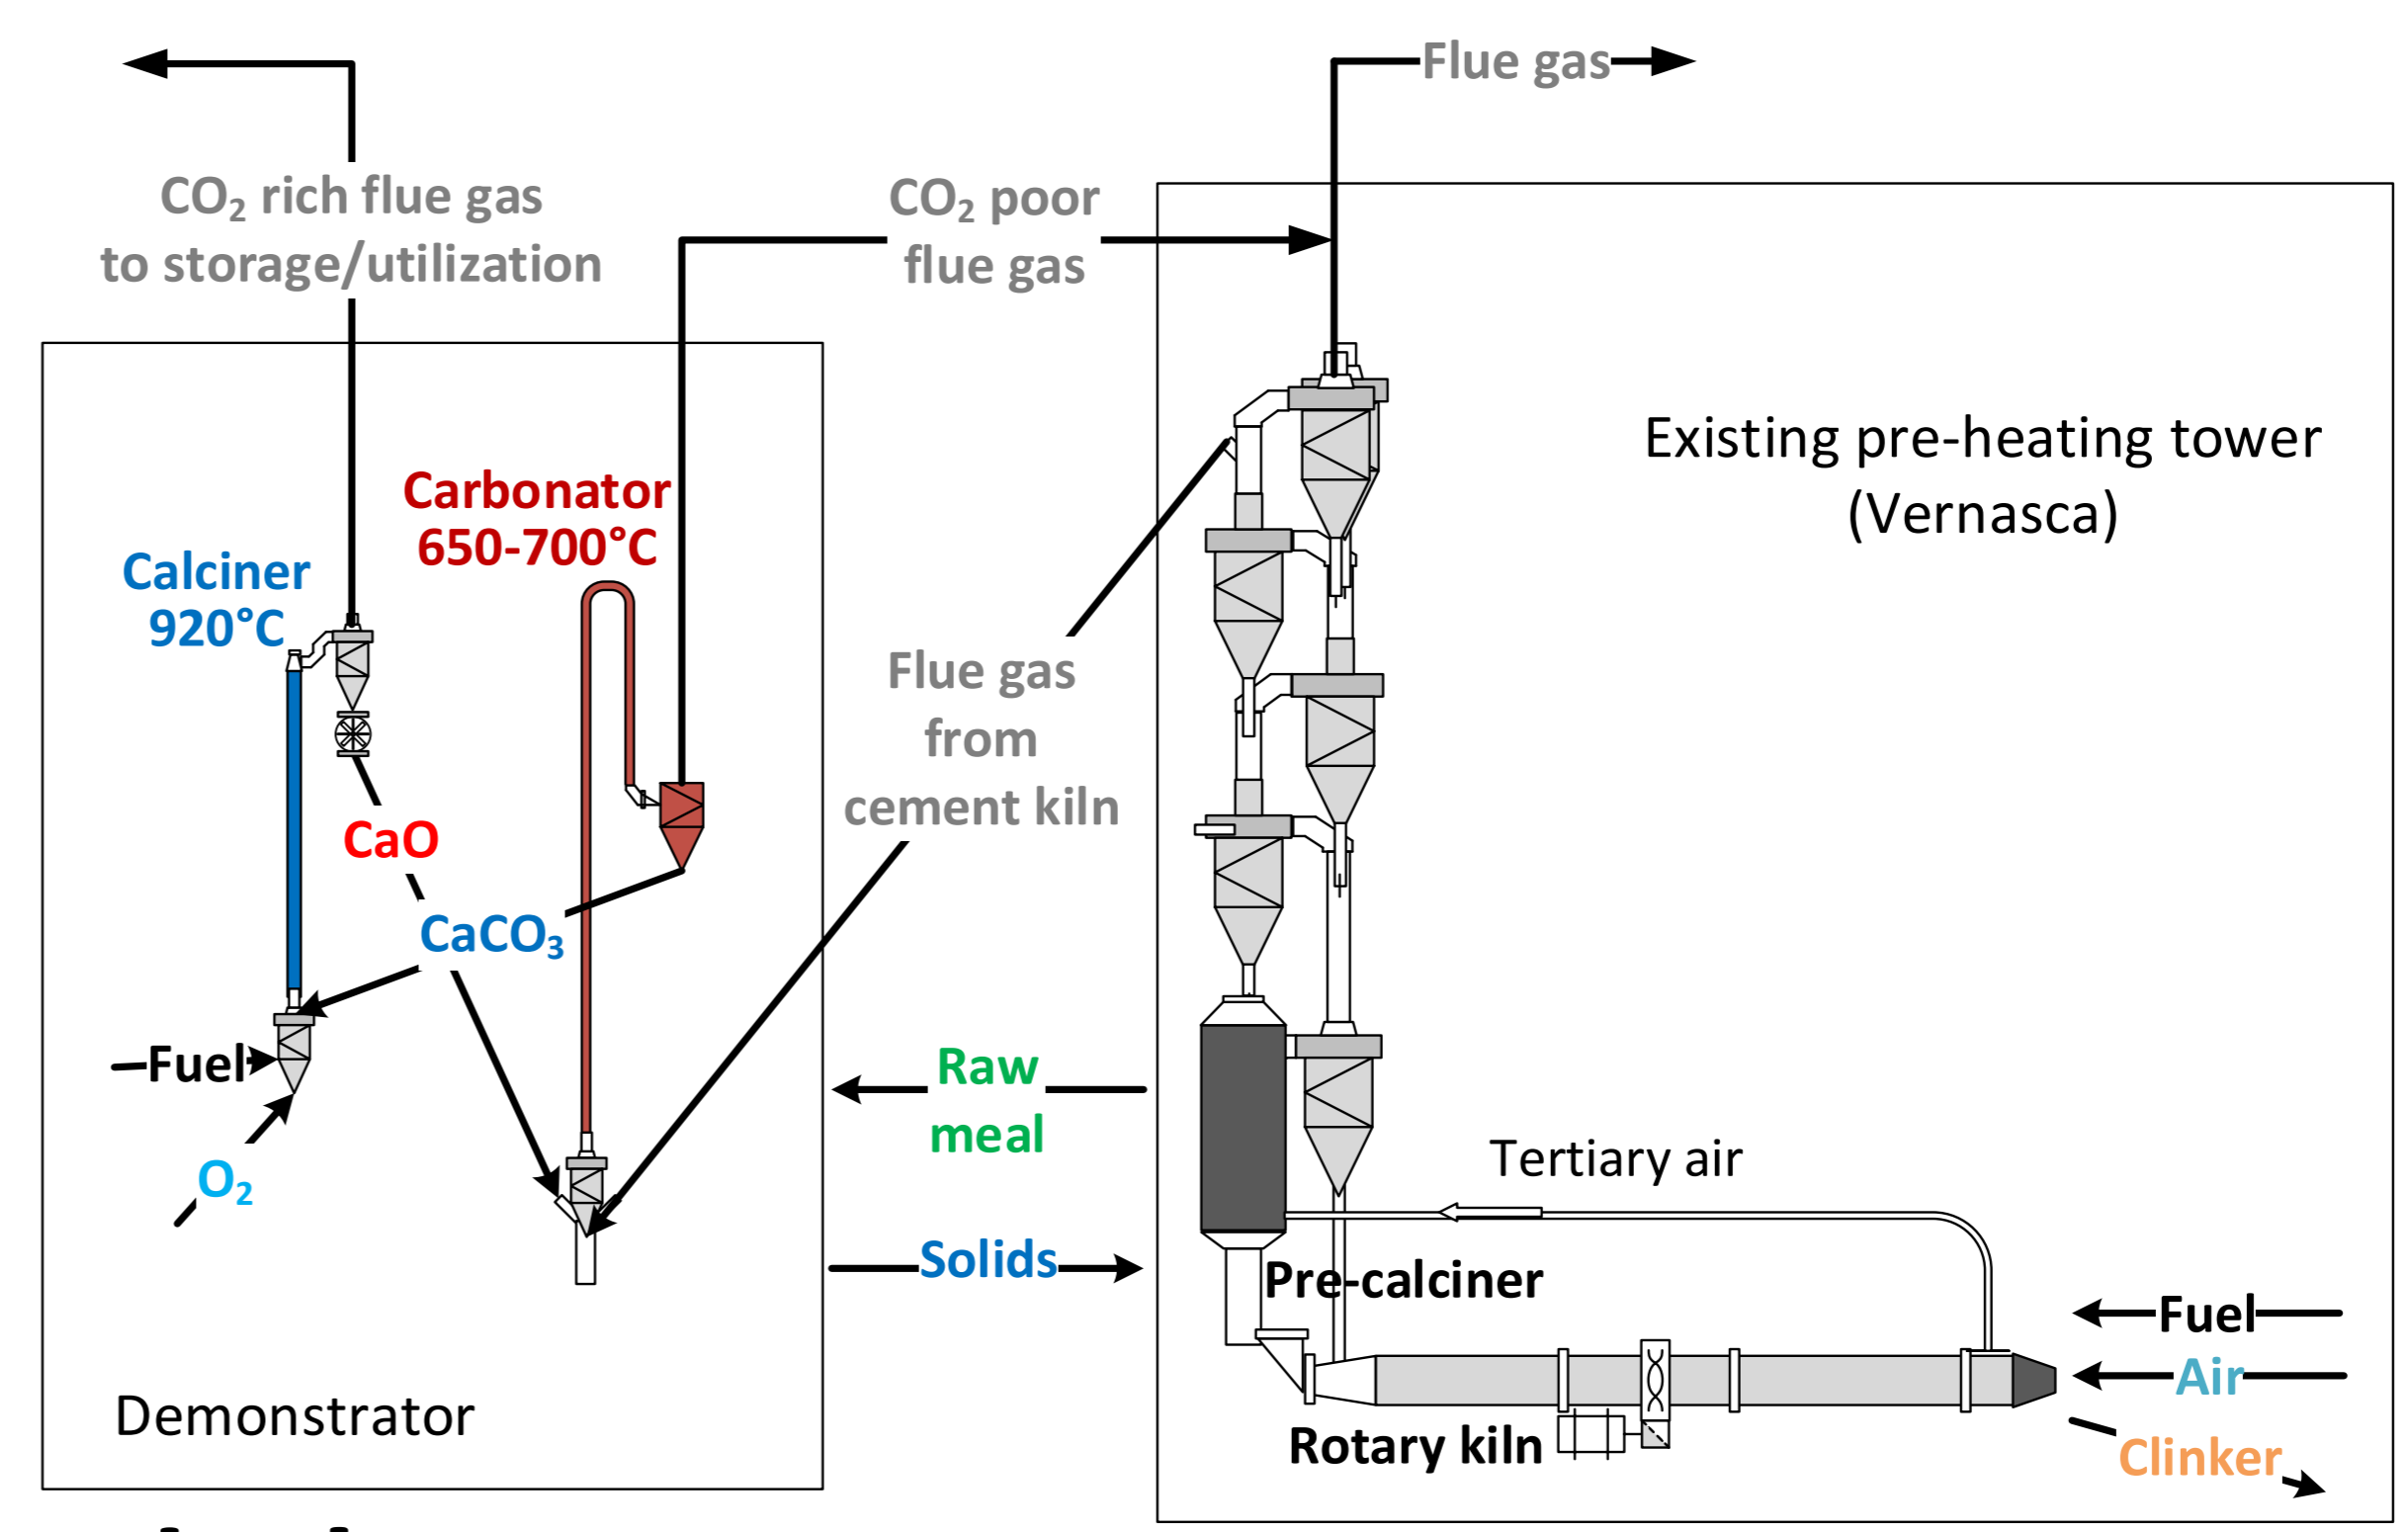 Flue gas
CO₂ rich flue gas
to storage/utilization
CO₂ poor
flue gas
Existing pre-heating tower
(Vernasca)
Carbonator
650-700°C
Calciner
920°C
Flue gas
from
cement kiln
CaO
CaCO₃
Fuel
O₂
Raw
meal
Tertiary air
Solids
Pre-calciner
Fuel
Air
Clinker
Rotary kiln
Demonstrator